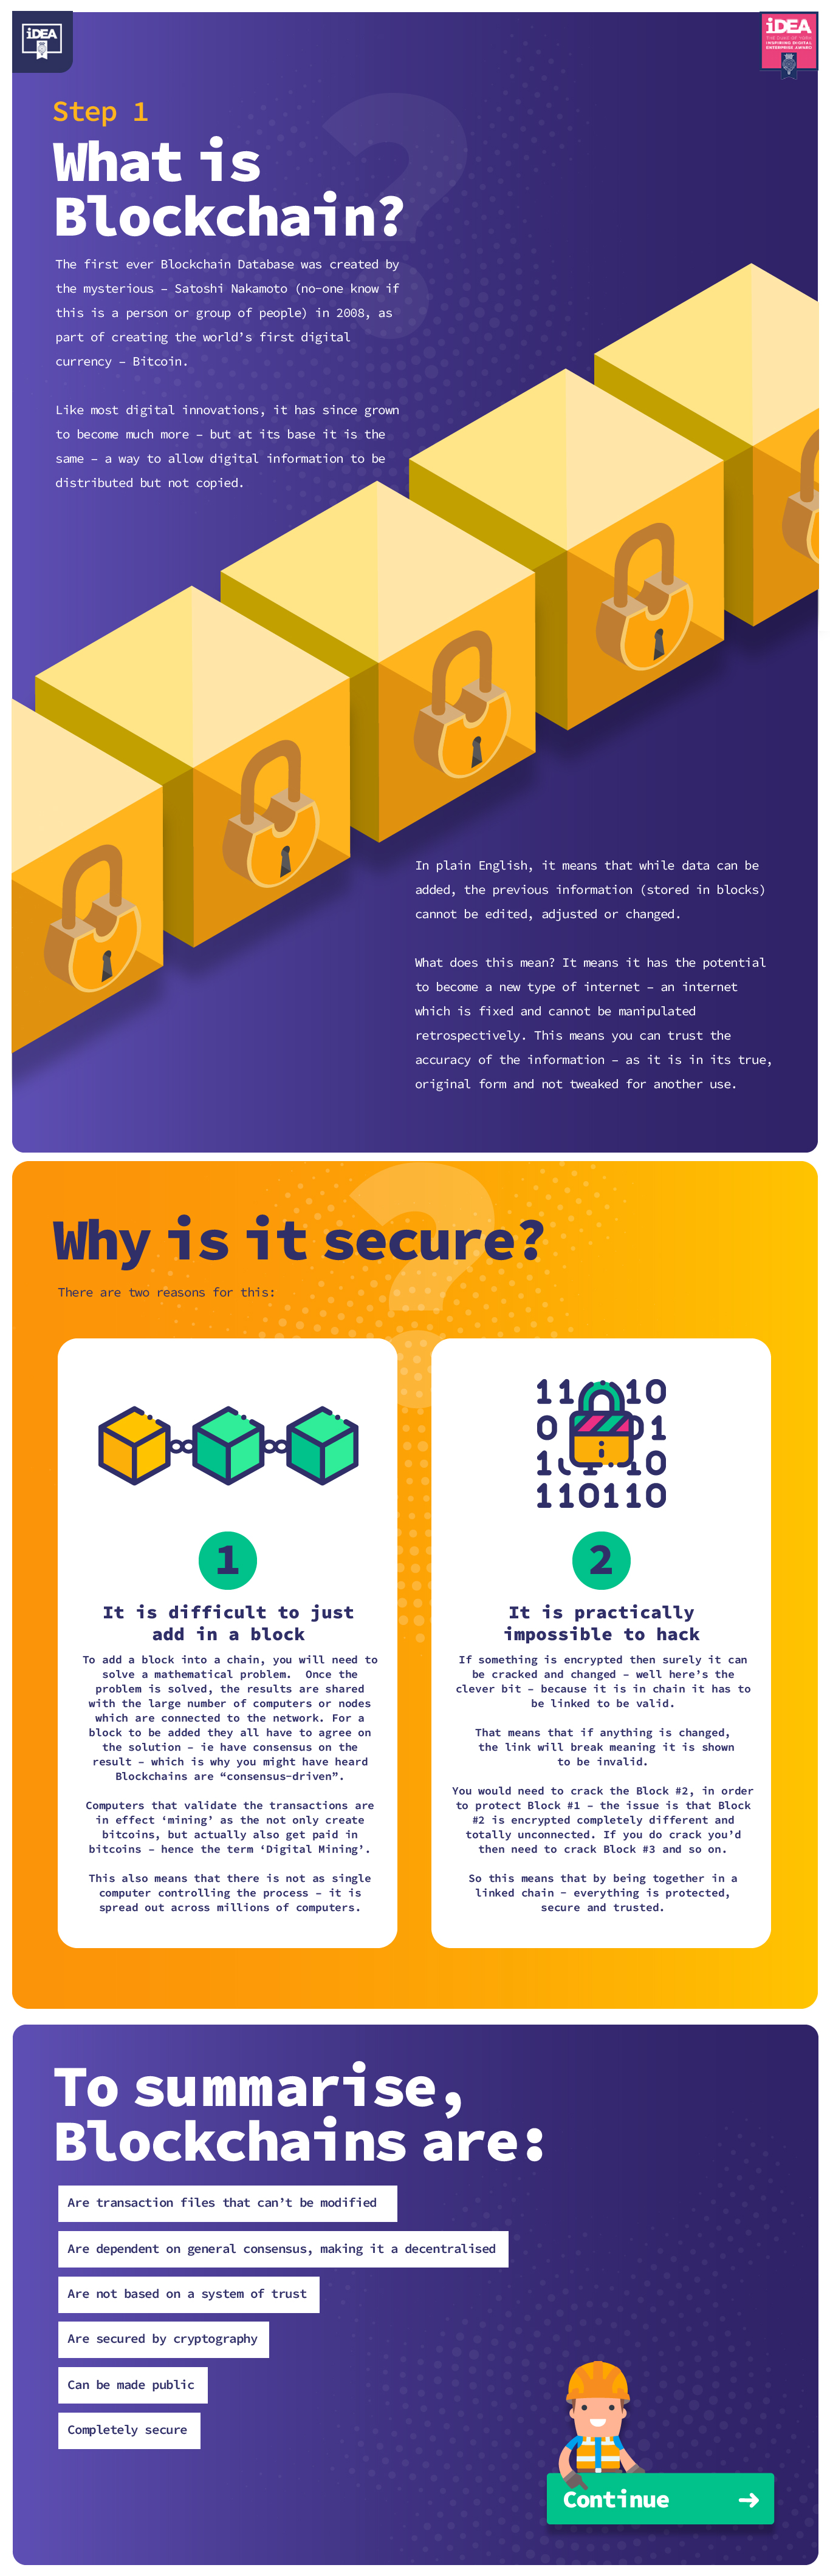 iDEA
iDEA
INSPIRING DIGITAL
ENTERPRISE AWARD
Step 1
What is
Blockchain?
The first ever Blockchain Database was created by
the mysterious – Satoshi Nakamoto (no-one know if
this is a person or group of people) in 2008, as
part of creating the world’s first digital
currency – Bitcoin.
Like most digital innovations, it has since grown
to become much more – but at its base it is the
same – a way to allow digital information to be
distributed but not copied.
In plain English, it means that while data can be
added, the previous information (stored in blocks)
cannot be edited, adjusted or changed.
What does this mean? It means it has the potential
to become a new type of internet – an internet
which is fixed and cannot be manipulated
retrospectively. This means you can trust the
accuracy of the information – as it is in its true,
original form and not tweaked for another use.
Why is it secure?
There are two reasons for this:
1
It is difficult to just
add in a block
To add a block into a chain, you will need to
solve a mathematical problem.  Once the
problem is solved, the results are shared
with the large number of computers or nodes
which are connected to the network. For a
block to be added they all have to agree on
the solution – ie have consensus on the
result – which is why you might have heard
Blockchains are “consensus-driven”.
Computers that validate the transactions are
in effect ‘mining’ as the not only create
bitcoins, but actually also get paid in
bitcoins – hence the term ‘Digital Mining’.
This also means that there is not as single
computer controlling the process – it is
spread out across millions of computers.
11 10
0 01
1 1 10
110110
2
It is practically
impossible to hack
If something is encrypted then surely it can
be cracked and changed – well here’s the
clever bit – because it is in chain it has to
be linked to be valid.
That means that if anything is changed,
the link will break meaning it is shown
to be invalid.
You would need to crack the Block #2, in order
to protect Block #1 – the issue is that Block
#2 is encrypted completely different and
totally unconnected. If you do crack you’d
then need to crack Block #3 and so on.
So this means that by being together in a
linked chain - everything is protected,
secure and trusted.
To summarise,
Blockchains are:
Are transaction files that can’t be modified
Are dependent on general consensus, making it a decentralised
Are not based on a system of trust
Are secured by cryptography
Can be made public
Completely secure
Continue